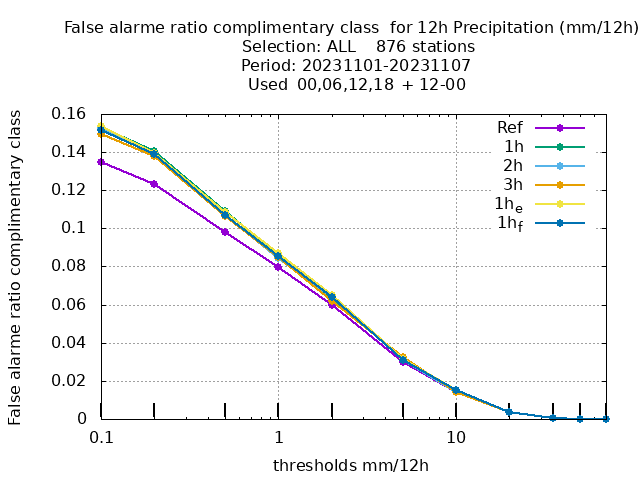 False alarme ratio complimentary class  for 12h Precipitation (mm/12h)
Selection: ALL    876 stations
Period: 20231101-20231107
Used 00,06,12,18 + 12-00
False alarme ratio complimentary class
0.16
0.14
0.12
0.1
0.08
0.06
0.04
0.02
0
0.1
1
10
thresholds mm/12h
Ref
1h
2h
3h
1he
1hf